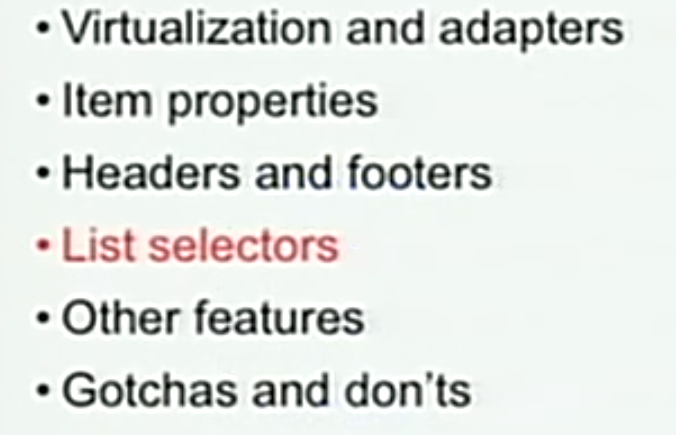 • Virtualization and adapters
• Item properties
• Headers and footers
• List selectors
• Other features
• Gotchas and don'ts